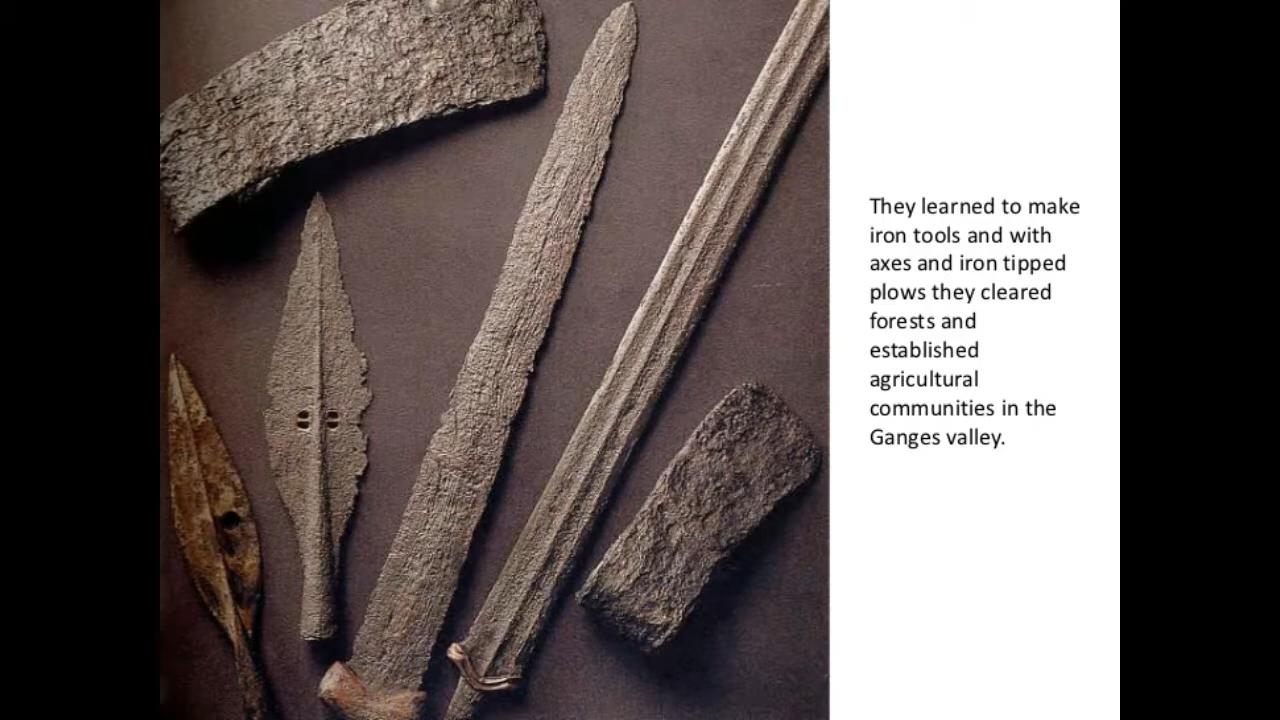 They learned to make
iron tools and with
axes and iron tipped
plows they cleared
forests and
established
agricultural
communities in the
Ganges valley.